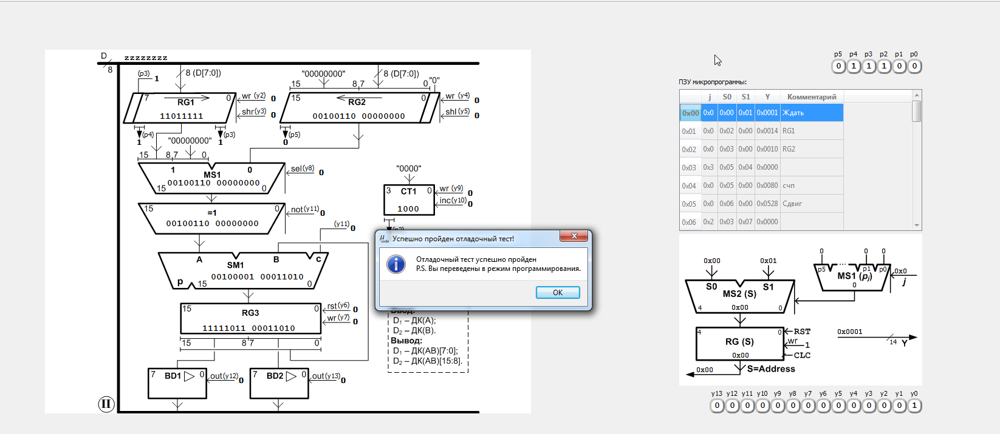 D
zzzzzzzz
8
(p3) 1
8 (D[7:0])
7 0
RG1
11011111
wr (y2) 0
shr(y3) 0
(p4)
1
(p3)
1
"00000000"
15 8,7 0
8 (D[7:0])
"0"
15 0
RG2
00100110 00000000
wr (y4) 0
shl(y5) 0
(p5)
0
"00000000"
15 8,7 0
1 0
MS1
00100110 00000000
15 0
sel(y8) 0
15 0
=1
00100110 00000000
not(y11) 0
(y11) 0
A B c
SM1
00100001 00011010
p 15 0
15 0
RG3
11111011 00011010
rst(y6) 0
wr(y7) 0
15 8 7 0
7 BD1 0
out(y12) 0
7 BD2 0
out(y13) 0
II
"0000"
3 CT1 0
1000
wr (y9) 0
inc(y10) 0
Успешно пройден отладочный тест!
Отладочный тест успешно пройден
P.S. Вы переведены в режим программирования.
OK
Ввод:
D1 – ДК(A);
D2 – ДК(B).
Вывод:
D1 – ДК(AB)[7:0];
D2 – ДК(AB)[15:8].
p5 p4 p3 p2 p1 p0
0 1 1 1 0 0
ПЗУ микропрограммы:
j S0 S1 Y Комментарий
0x00 0x0 0x00 0x01 0x0001 Ждать
0x01 0x0 0x02 0x00 0x0014 RG1
0x02 0x0 0x03 0x00 0x0010 RG2
0x03 0x3 0x05 0x04 0x0000
0x04 0x0 0x05 0x00 0x0080 счп
0x05 0x0 0x06 0x00 0x0528 Сдвиг
0x06 0x2 0x03 0x07 0x0000
0x00 0x01
S0 S1
MS2 (S)
4 0x00 0
0 0 0
p5 ... p1 p0
MS1 (pj)
0
0x0
j
4 0
RG (S)
0x00
RST
wr 1
CLC
0x00
S=Address
0x0001
14 Y
y13 y12 y11 y10 y9 y8 y7 y6 y5 y4 y3 y2 y1 y0
0 0 0 0 0 0 0 0 0 0 0 0 0 1